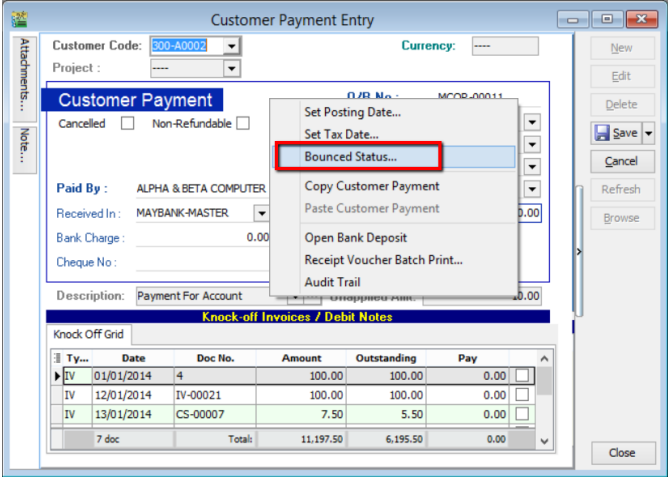 Customer Payment Entry
Attachments...
Note...
Customer Code: 300-A0002 Currency: ----
Project : ----
Customer Payment O/R No : MCOR-00011
Cancelled Non-Refundable
Paid By : ALPHA & BETA COMPUTER
Received In : MAYBANK-MASTER 0.00
Bank Charge : 0.00
Cheque No :
Description: Payment For Account Unapplied Amt: 10.00
Set Posting Date...
Set Tax Date...
Bounced Status...
Copy Customer Payment
Paste Customer Payment
Open Bank Deposit
Receipt Voucher Batch Print...
Audit Trail
Knock-off Invoices / Debit Notes
Knock Off Grid
Ty... Date Doc No. Amount Outstanding Pay
IV 01/01/2014 4 100.00 100.00 0.00
IV 12/01/2014 IV-00021 100.00 100.00 0.00
IV 13/01/2014 CS-00007 7.50 5.50 0.00
7 doc Total: 11,197.50 6,195.50 0.00
New
Edit
Delete
Save
Cancel
Refresh
Browse
Close